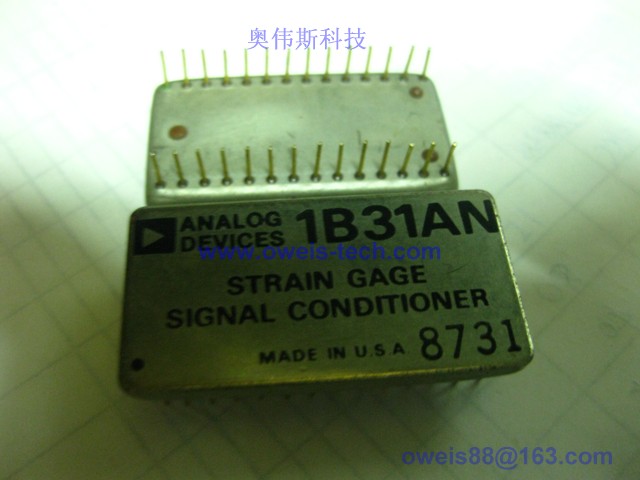 奥伟斯科技
ANALOG DEVICES 1B31AN
www.oweis-tech.com
STRAIN GAGE
SIGNAL CONDITIONER
MADE IN U.S.A 8731
oweis88@163.com